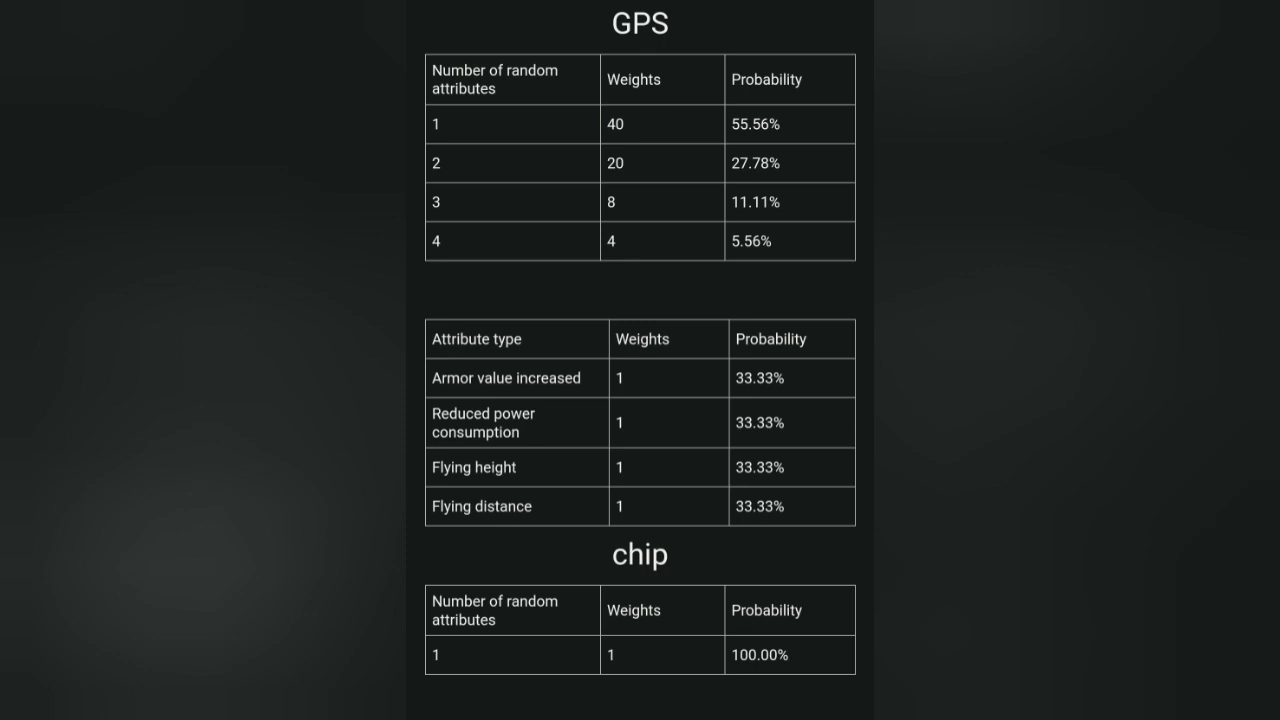 GPS
Number of random attributes Weights Probability
1 40 55.56%
2 20 27.78%
3 8 11.11%
4 4 5.56%
Attribute type Weights Probability
Armor value increased 1 33.33%
Reduced power consumption 1 33.33%
Flying height 1 33.33%
Flying distance 1 33.33%
chip
Number of random attributes Weights Probability
1 1 100.00%